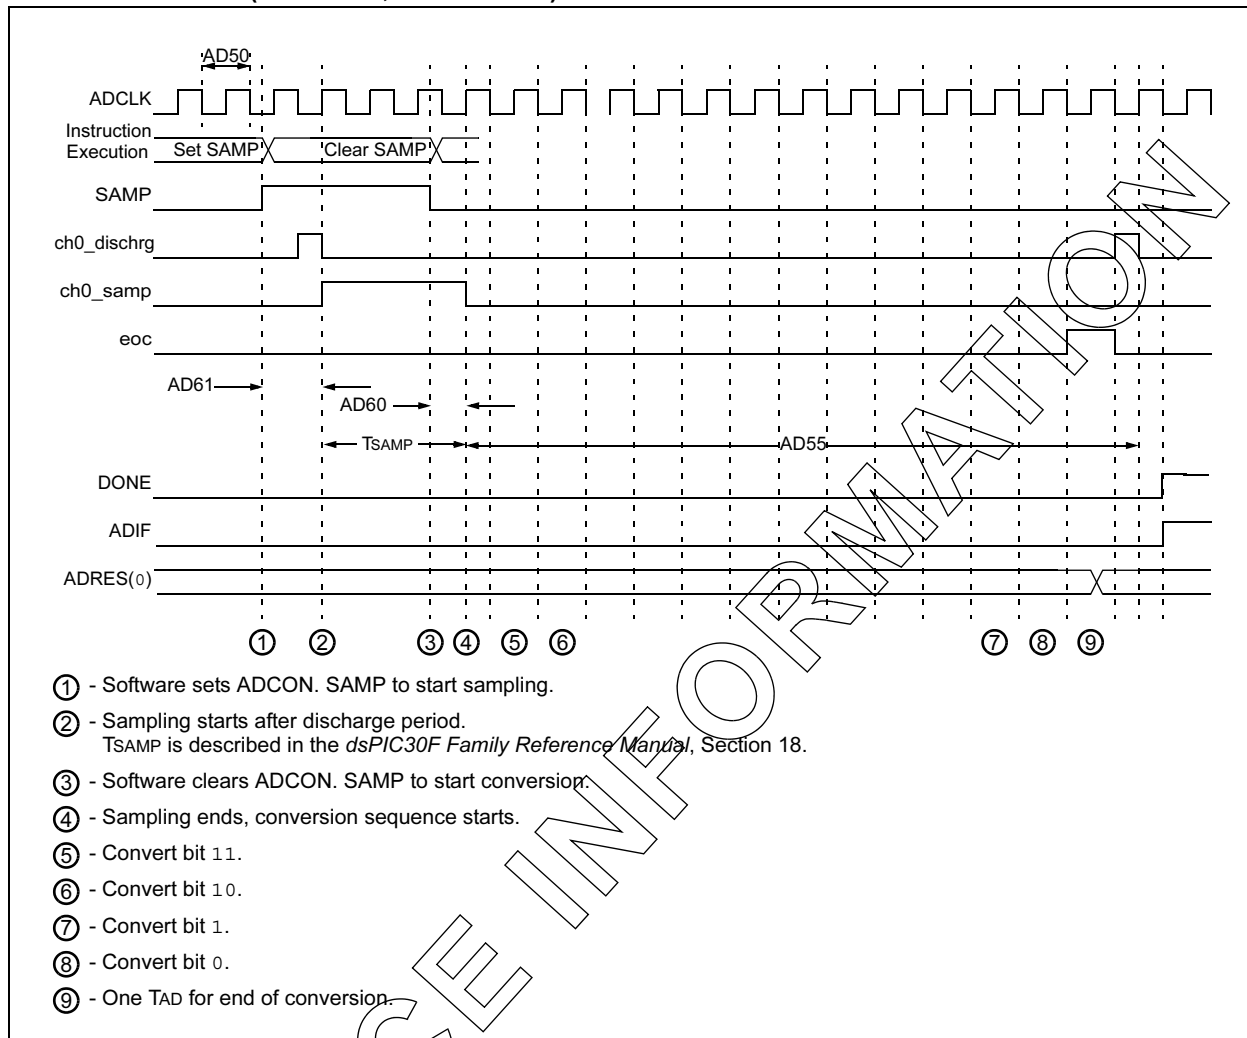 AD50
ADCLK
Instruction
Execution
Set SAMP
Clear SAMP
SAMP
ch0_dischrg
ch0_samp
eoc
AD61
AD60
TSAMP
AD55
DONE
ADIF
ADRES(0)
1 2 3 4 5 6 7 8 9
1 - Software sets ADCON. SAMP to start sampling.
2 - Sampling starts after discharge period.
TSAMP is described in the dsPIC30F Family Reference Manual, Section 18.
3 - Software clears ADCON. SAMP to start conversion.
4 - Sampling ends, conversion sequence starts.
5 - Convert bit 11.
6 - Convert bit 10.
7 - Convert bit 1.
8 - Convert bit 0.
9 - One TAD for end of conversion.
CE INFORMATION